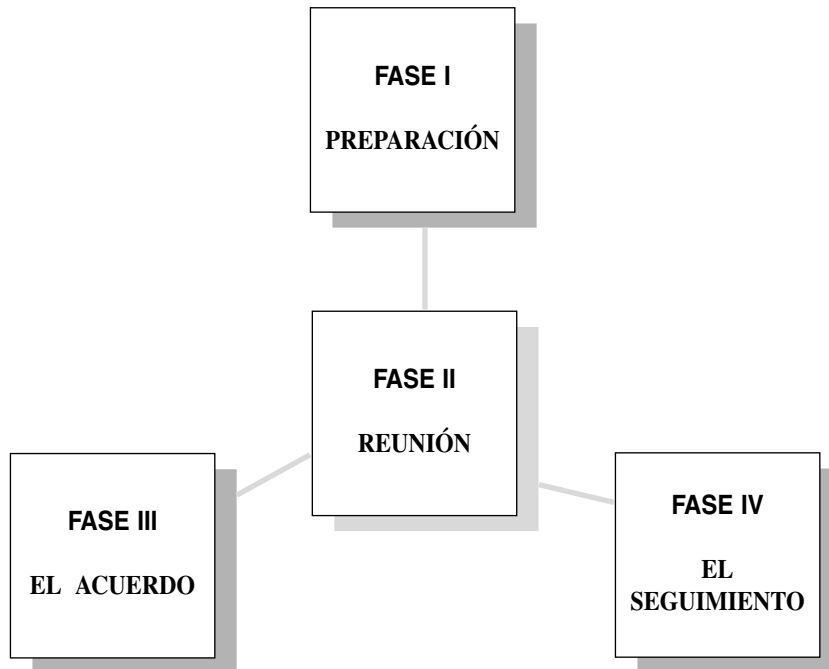 FASE I
PREPARACIÓN
FASE II
REUNIÓN
FASE III
EL ACUERDO
FASE IV
EL
SEGUIMIENTO